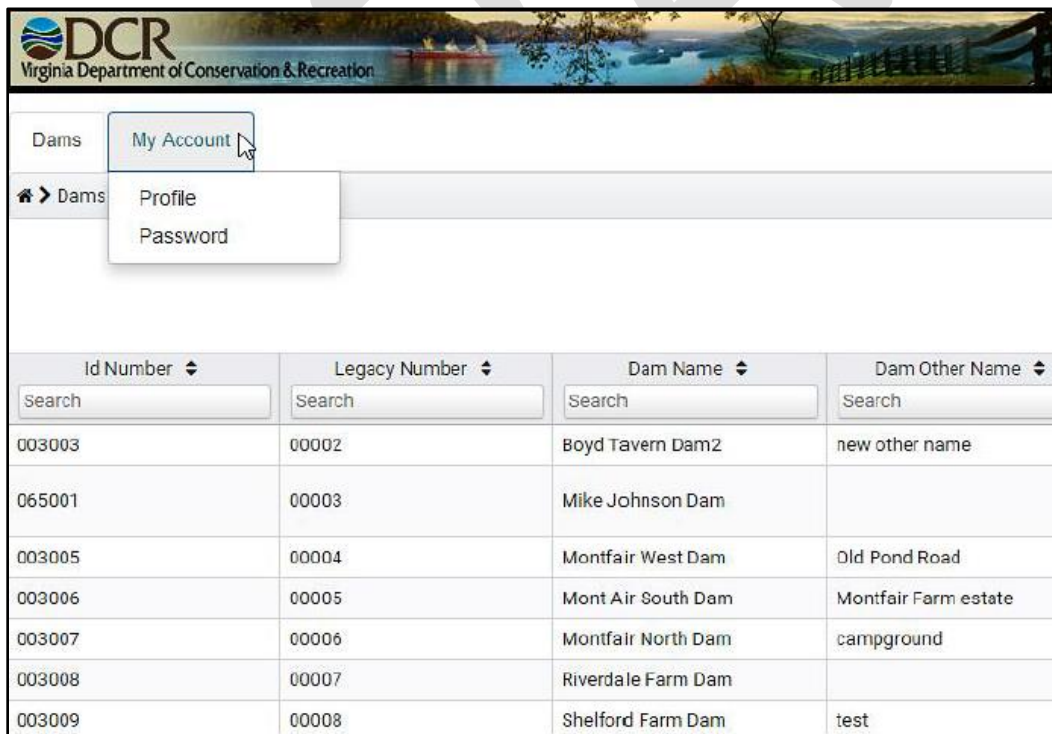 DCR
Virginia Department of Conservation & Recreation
Dams My Account
> Dams Profile
Password
Id Number Legacy Number Dam Name Dam Other Name
Search Search Search Search
003003 00002 Boyd Tavern Dam2 new other name
065001 00003 Mike Johnson Dam
003005 00004 Montfair West Dam Old Pond Road
003006 00005 Mont Air South Dam Montfair Farm estate
003007 00006 Montfair North Dam campground
003008 00007 Riverdale Farm Dam
003009 00008 Shelford Farm Dam test